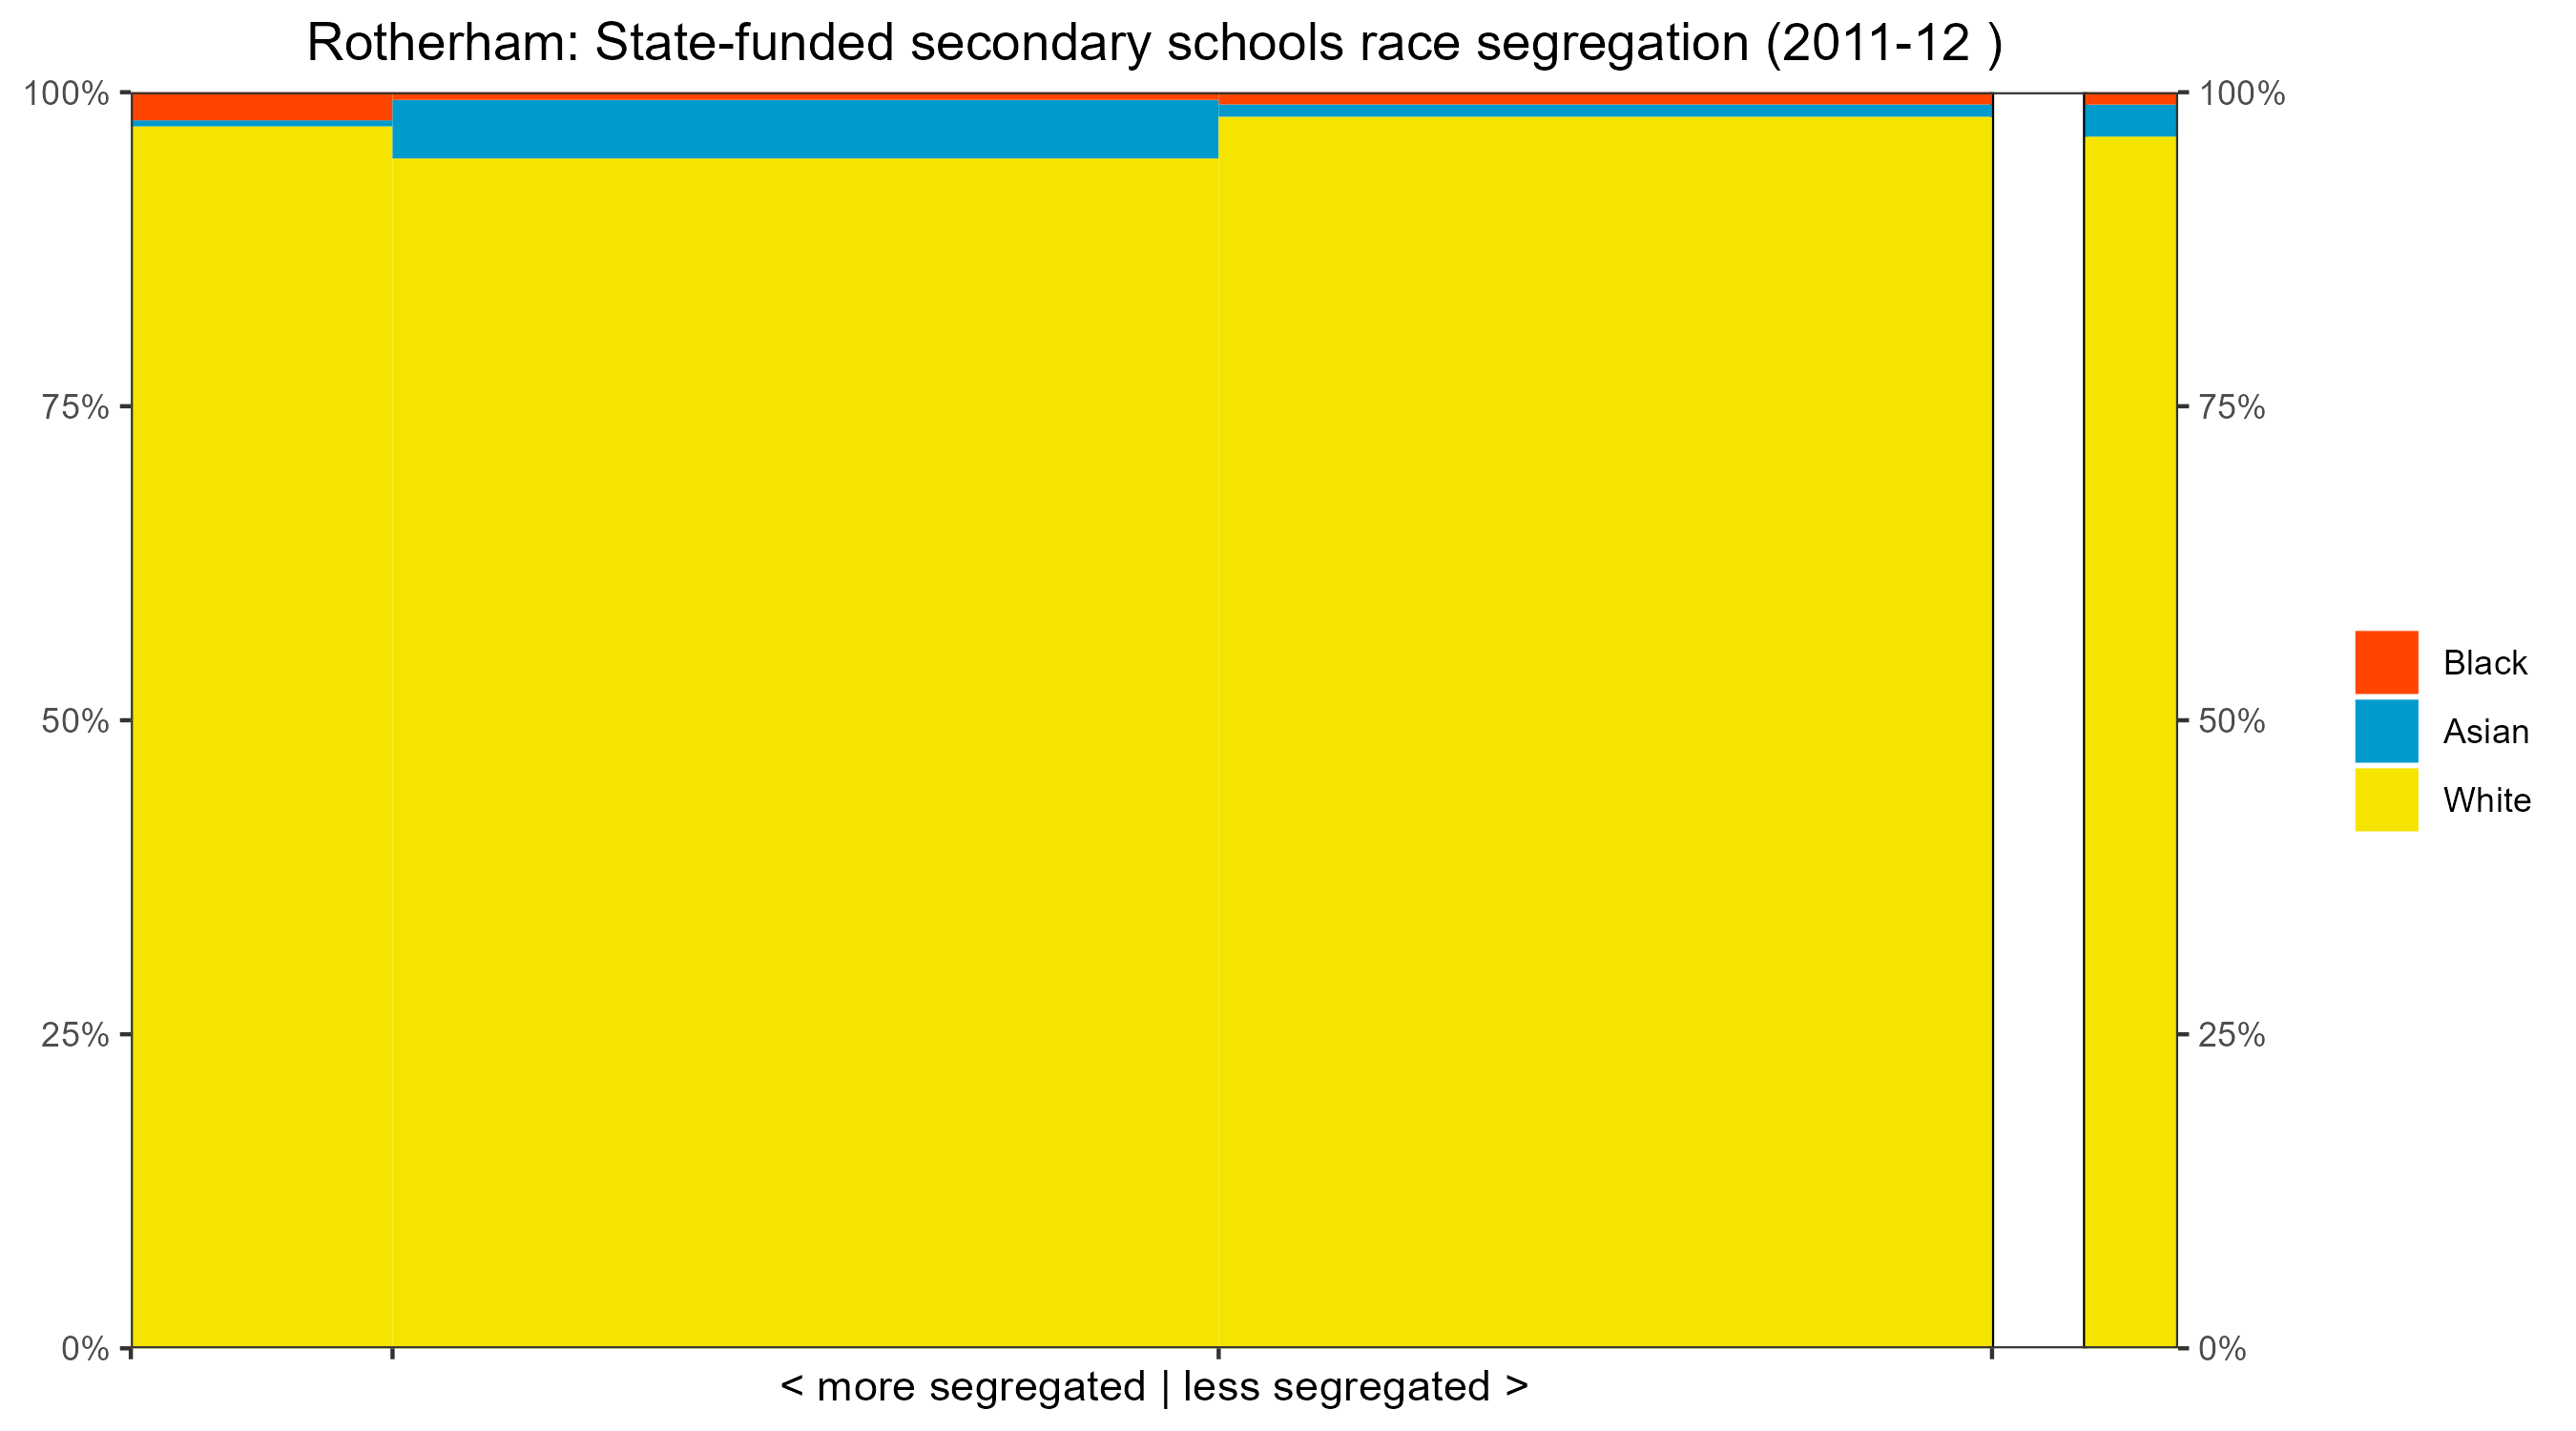 Rotherham: State-funded secondary schools race segregation (2011-12 )
100%
75%
50%
25%
0%
100%
75%
50%
25%
0%
Black
Asian
White
< more segregated | less segregated >